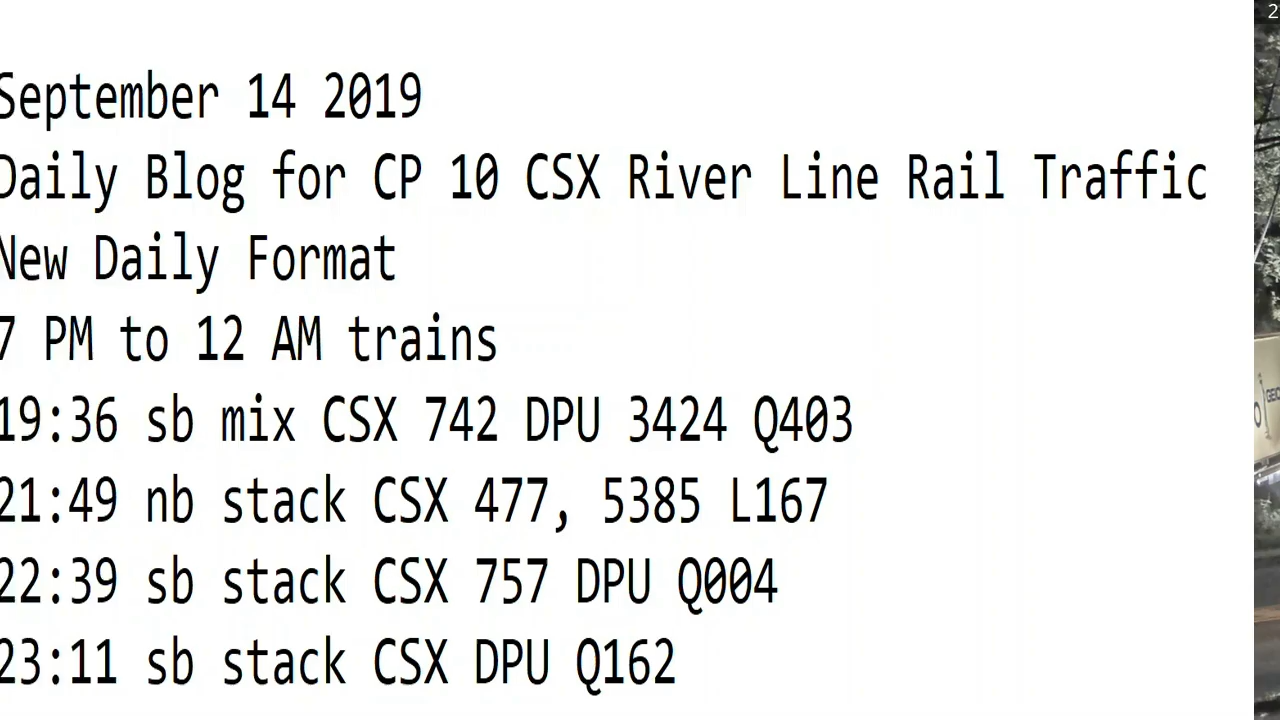 September 14 2019
Daily Blog for CP 10 CSX River Line Rail Traffic
New Daily Format
7 PM to 12 AM trains
19:36 sb mix CSX 742 DPU 3424 Q403
21:49 nb stack CSX 477, 5385 L167
22:39 sb stack CSX 757 DPU Q004
23:11 sb stack CSX DPU Q162